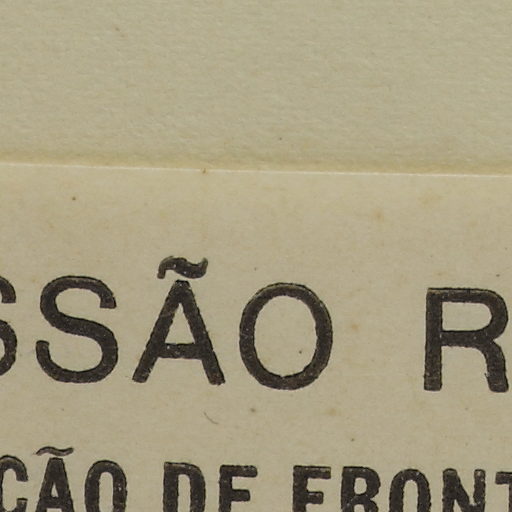 SSÃO R
ÇÃO DE FRONT